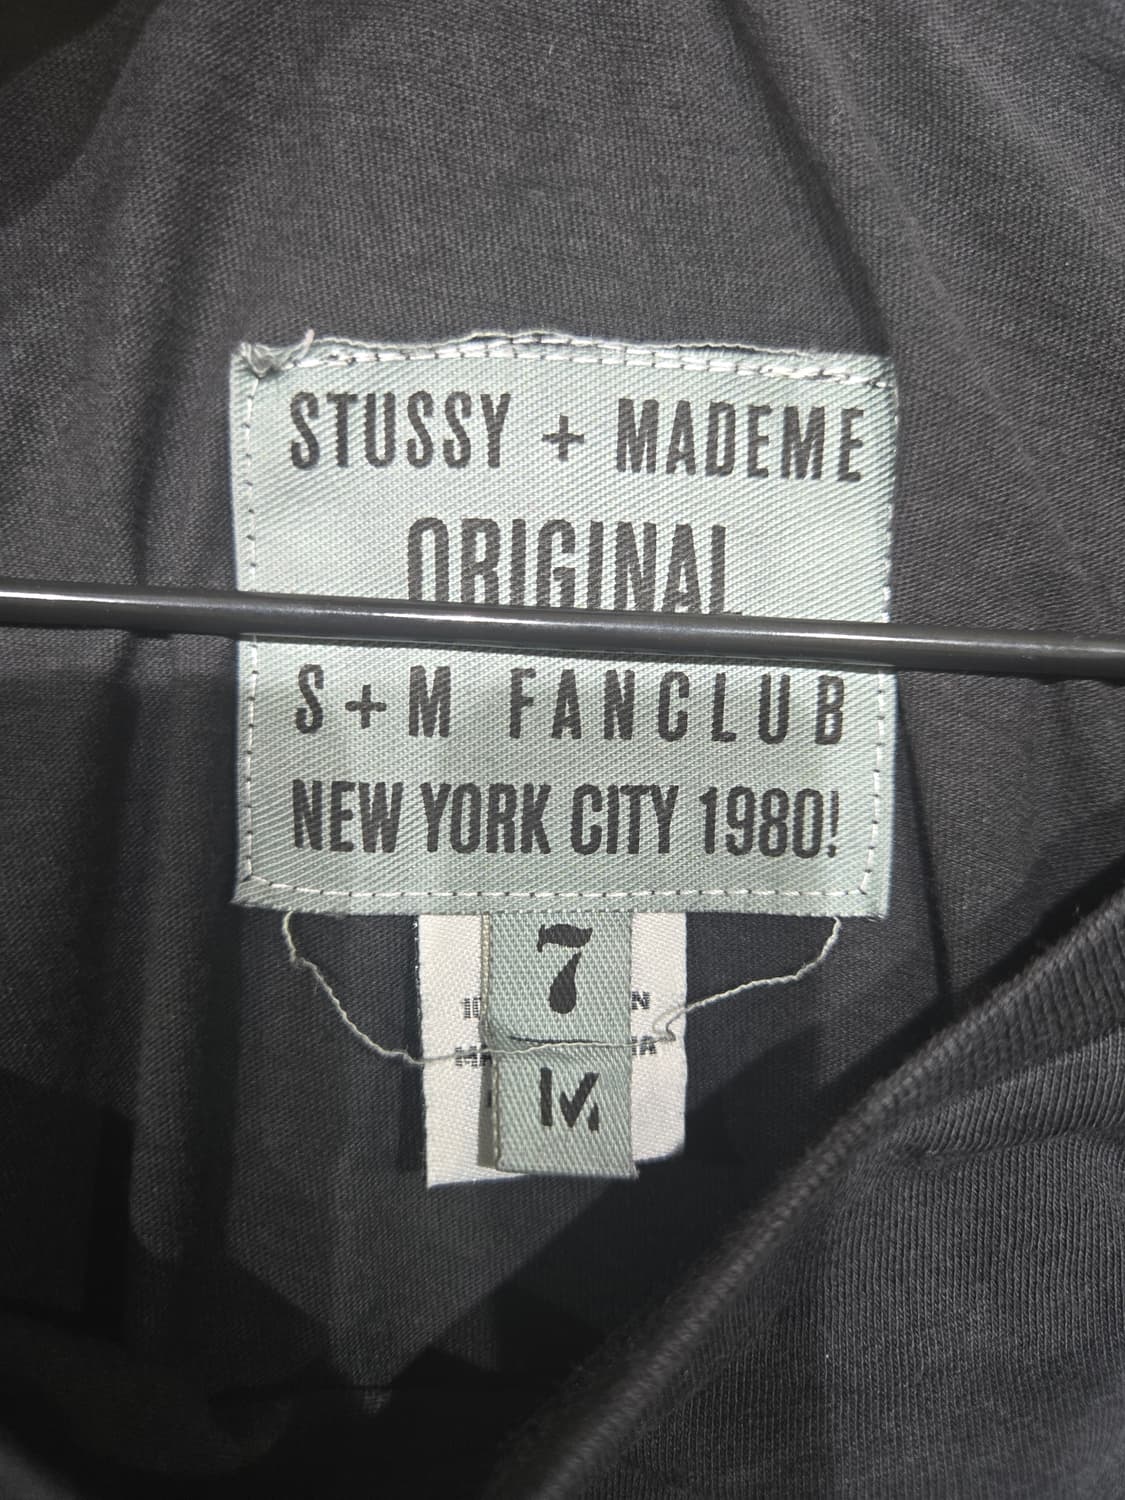 STUSSY + MADEME
ORIGINAL
S + M FANCLUB
NEW YORK CITY 1980!
7
M